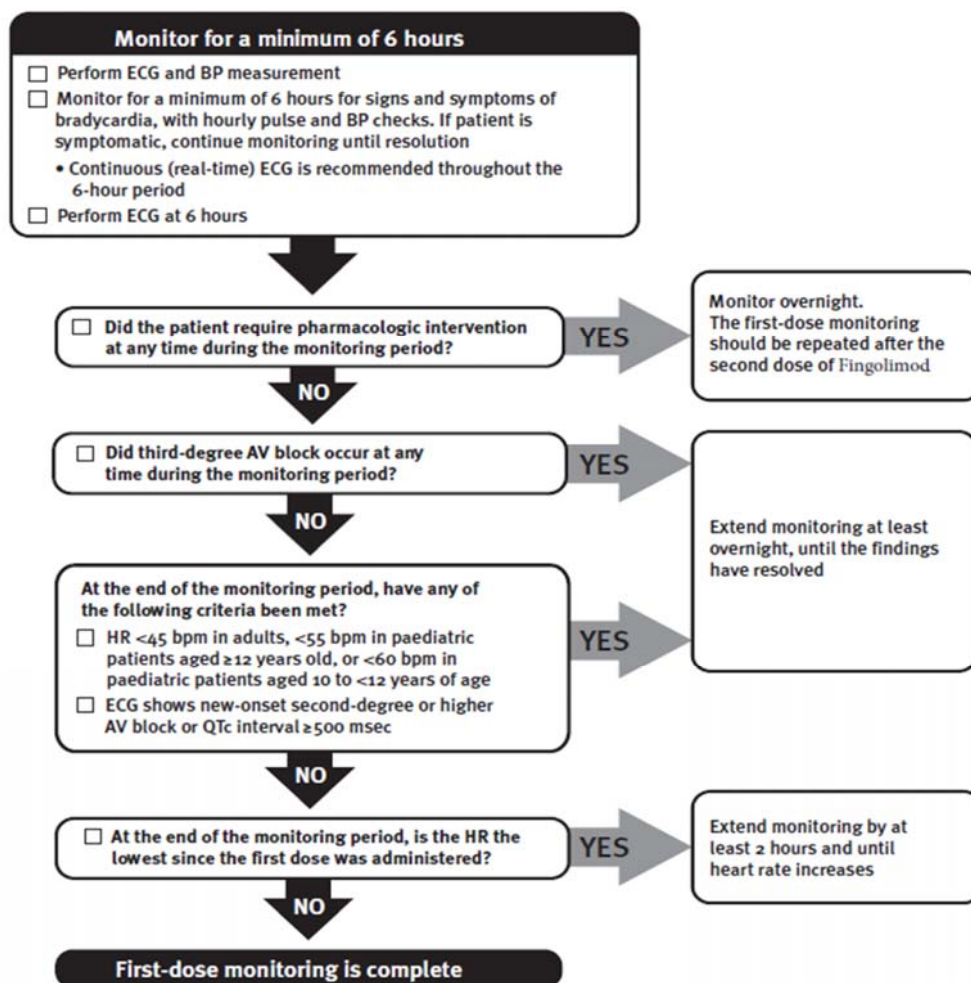 Monitor for a minimum of 6 hours
Perform ECG and BP measurement
Monitor for a minimum of 6 hours for signs and symptoms of
bradycardia, with hourly pulse and BP checks. If patient is
symptomatic, continue monitoring until resolution
• Continuous (real-time) ECG is recommended throughout the
6-hour period
Perform ECG at 6 hours
Did the patient require pharmacologic intervention
at any time during the monitoring period?
YES
Monitor overnight.
The first-dose monitoring
should be repeated after the
second dose of Fingolimod
NO
Did third-degree AV block occur at any
time during the monitoring period?
YES
Extend monitoring at least
overnight, until the findings
have resolved
NO
At the end of the monitoring period, have any of
the following criteria been met?
HR <45 bpm in adults, <55 bpm in paediatric
patients aged ≥12 years old, or <60 bpm in
paediatric patients aged 10 to <12 years of age
ECG shows new-onset second-degree or higher
AV block or QTc interval ≥500 msec
YES
NO
At the end of the monitoring period, is the HR the
lowest since the first dose was administered?
YES
Extend monitoring by at
least 2 hours and until
heart rate increases
NO
First-dose monitoring is complete